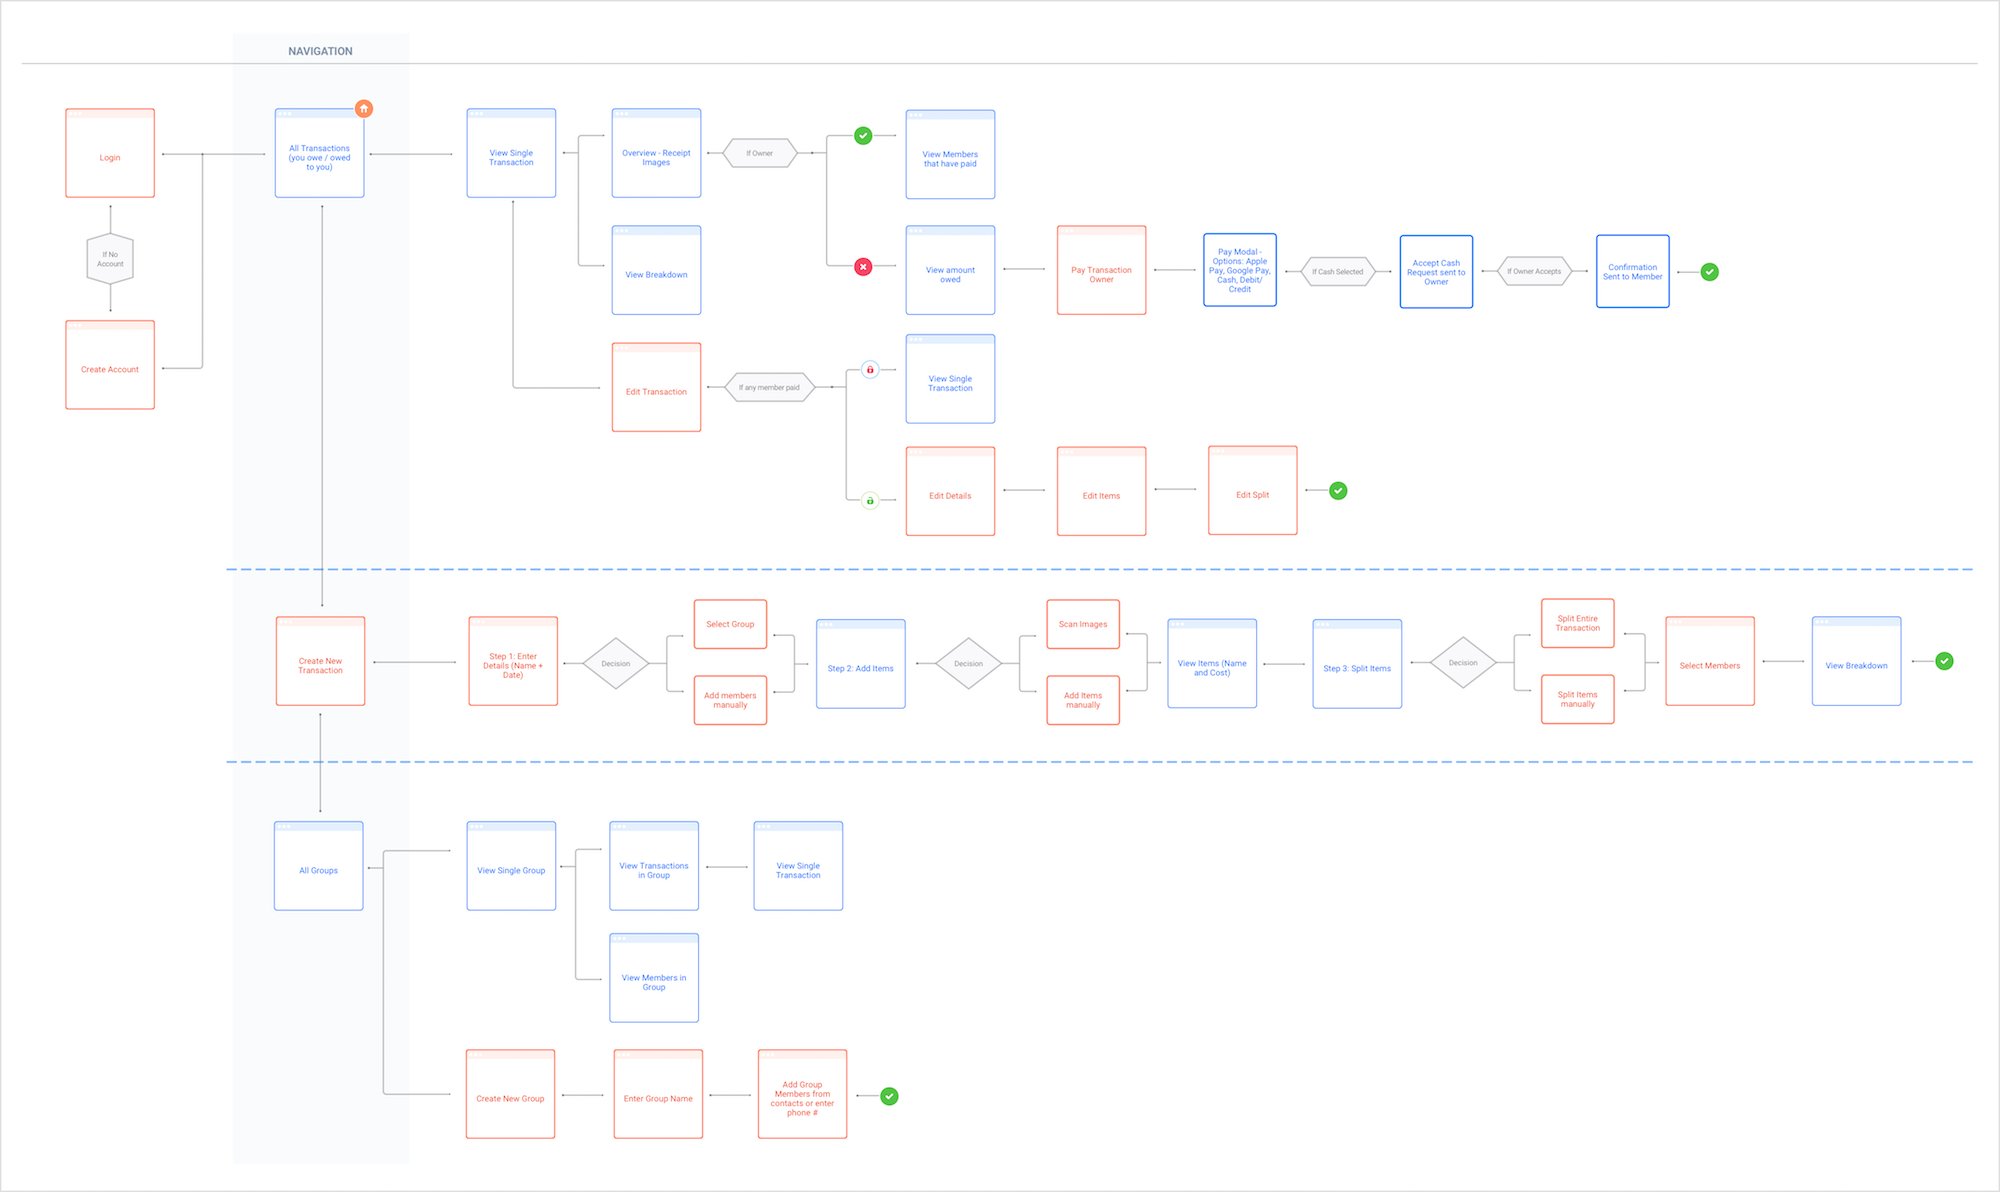 NAVIGATION
Login
All Transactions
(you owe / owed
to you)
View Single
Transaction
Overview - Receipt
Images
If Owner
View Members
that have paid
If No
Account
View Breakdown
View amount
owed
Pay Transaction
Owner
Pay Modal -
Options: Apple
Pay, Google Pay,
Cash, Debit/
Credit
If Cash Selected
Accept Cash
Request sent to
Owner
If Owner Accepts
Confirmation
Sent to Member
Create Account
Edit Transaction
If any member paid
View Single
Transaction
Edit Details
Edit Items
Edit Split
Create New
Transaction
Step 1: Enter
Details (Name +
Date)
Decision
Select Group
Add members
manually
Step 2: Add Items
Decision
Scan Images
Add Items
manually
View Items (Name
and Cost)
Step 3: Split Items
Decision
Split Entire
Transaction
Split Items
manually
Select Members
View Breakdown
All Groups
View Single Group
View Transactions
in Group
View Single
Transaction
View Members in
Group
Create New Group
Enter Group Name
Add Group
Members from
contacts or enter
phone #